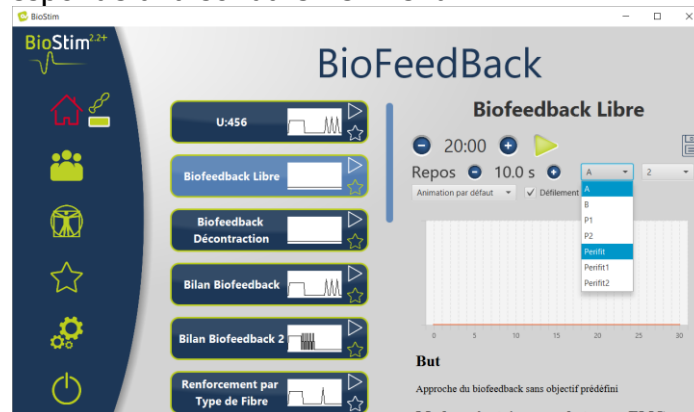 BioStim
BioStim2.2+
BioFeedBack
U:456
Biofeedback Libre
Biofeedback
Décontraction
Bilan Biofeedback
Bilan Biofeedback 2
Renforcement par
Type de Fibre
Biofeedback Libre
20:00
Repos 10.0 s A 2
Animation par défaut Défilement
A
B
P1
P2
Perifit
Perifit1
Perifit2
0 5 10 15 20 25 30
But
Approche du biofeedback sans objectif prédéfini